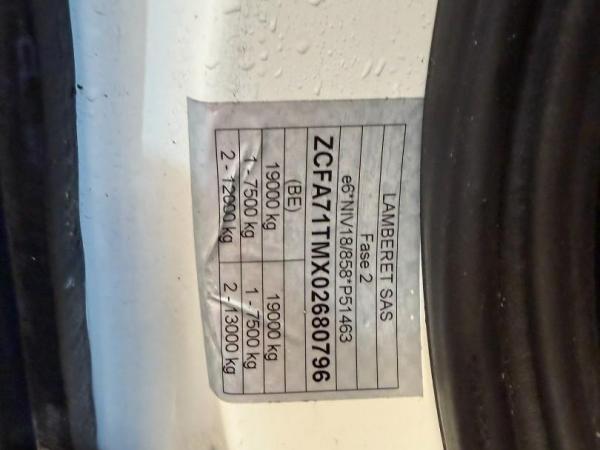 LAMBERET SAS
Fase 2
e6*NIV18/858*P51463
ZCFA71TMX02680796
(BE)
19000 kg 19000 kg
1 - 7500 kg 1 - 7500 kg
2 - 12000 kg 2 - 13000 kg